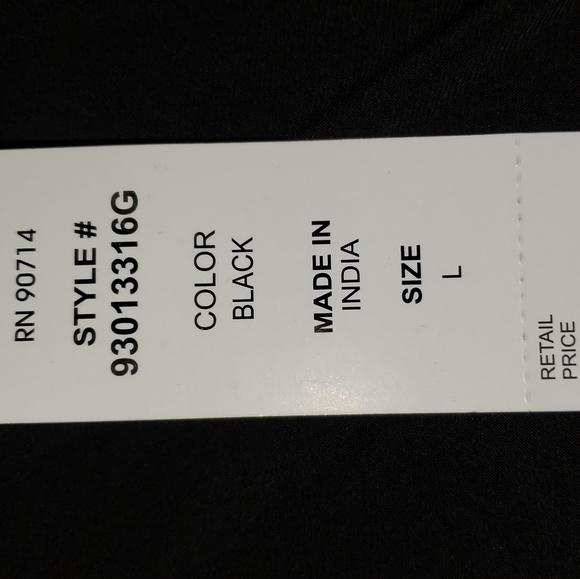 RN 90714
STYLE #
93013316G
COLOR
BLACK
MADE IN
INDIA
SIZE
L
RETAIL
PRICE